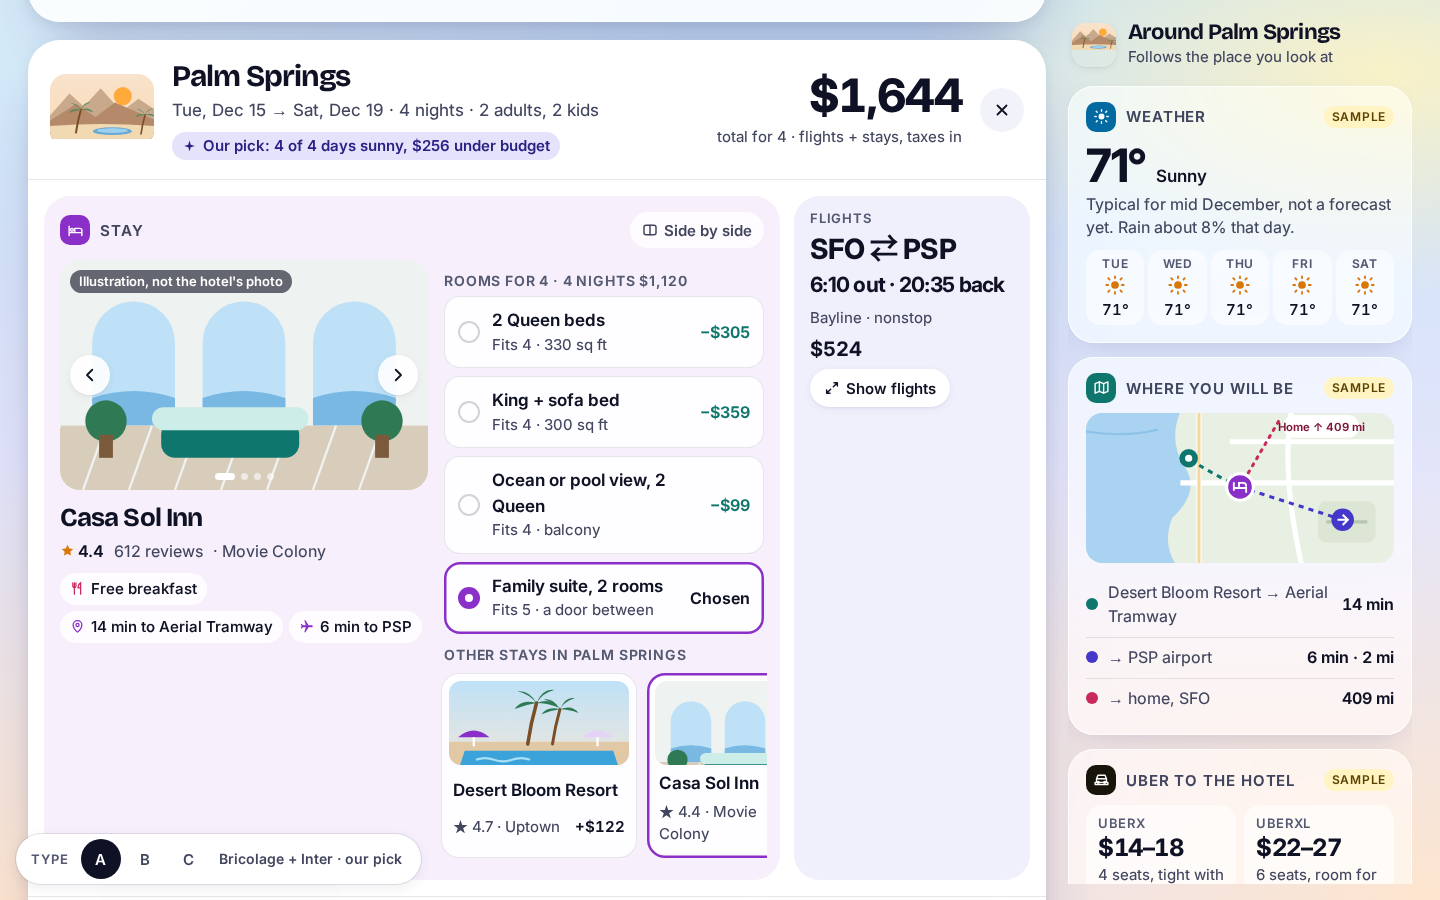 Palm Springs
Tue, Dec 15 → Sat, Dec 19 · 4 nights · 2 adults, 2 kids
Our pick: 4 of 4 days sunny, $256 under budget
$1,644
total for 4 · flights + stays, taxes in
STAY
Side by side
Illustration, not the hotel's photo
Casa Sol Inn
4.4 612 reviews · Movie Colony
Free breakfast
14 min to Aerial Tramway
6 min to PSP
ROOMS FOR 4 · 4 NIGHTS $1,120
2 Queen beds
Fits 4 · 330 sq ft
−$305
King + sofa bed
Fits 4 · 300 sq ft
−$359
Ocean or pool view, 2
Queen
Fits 4 · balcony
−$99
Family suite, 2 rooms
Fits 5 · a door between
Chosen
OTHER STAYS IN PALM SPRINGS
Desert Bloom Resort
★ 4.7 · Uptown +$122
Casa Sol Inn
★ 4.4 · Movie
Colony
FLIGHTS
SFO ⇄ PSP
6:10 out · 20:35 back
Bayline · nonstop
$524
Show flights
TYPE A B C Bricolage + Inter · our pick
Around Palm Springs
Follows the place you look at
WEATHER
SAMPLE
71° Sunny
Typical for mid December, not a forecast
yet. Rain about 8% that day.
TUE WED THU FRI SAT
71° 71° 71° 71° 71°
WHERE YOU WILL BE
SAMPLE
Home ↑ 409 mi
Desert Bloom Resort → Aerial
Tramway
14 min
→ PSP airport 6 min · 2 mi
→ home, SFO 409 mi
UBER TO THE HOTEL
SAMPLE
UBERX
$14–18
4 seats, tight with
UBERXL
$22–27
6 seats, room for